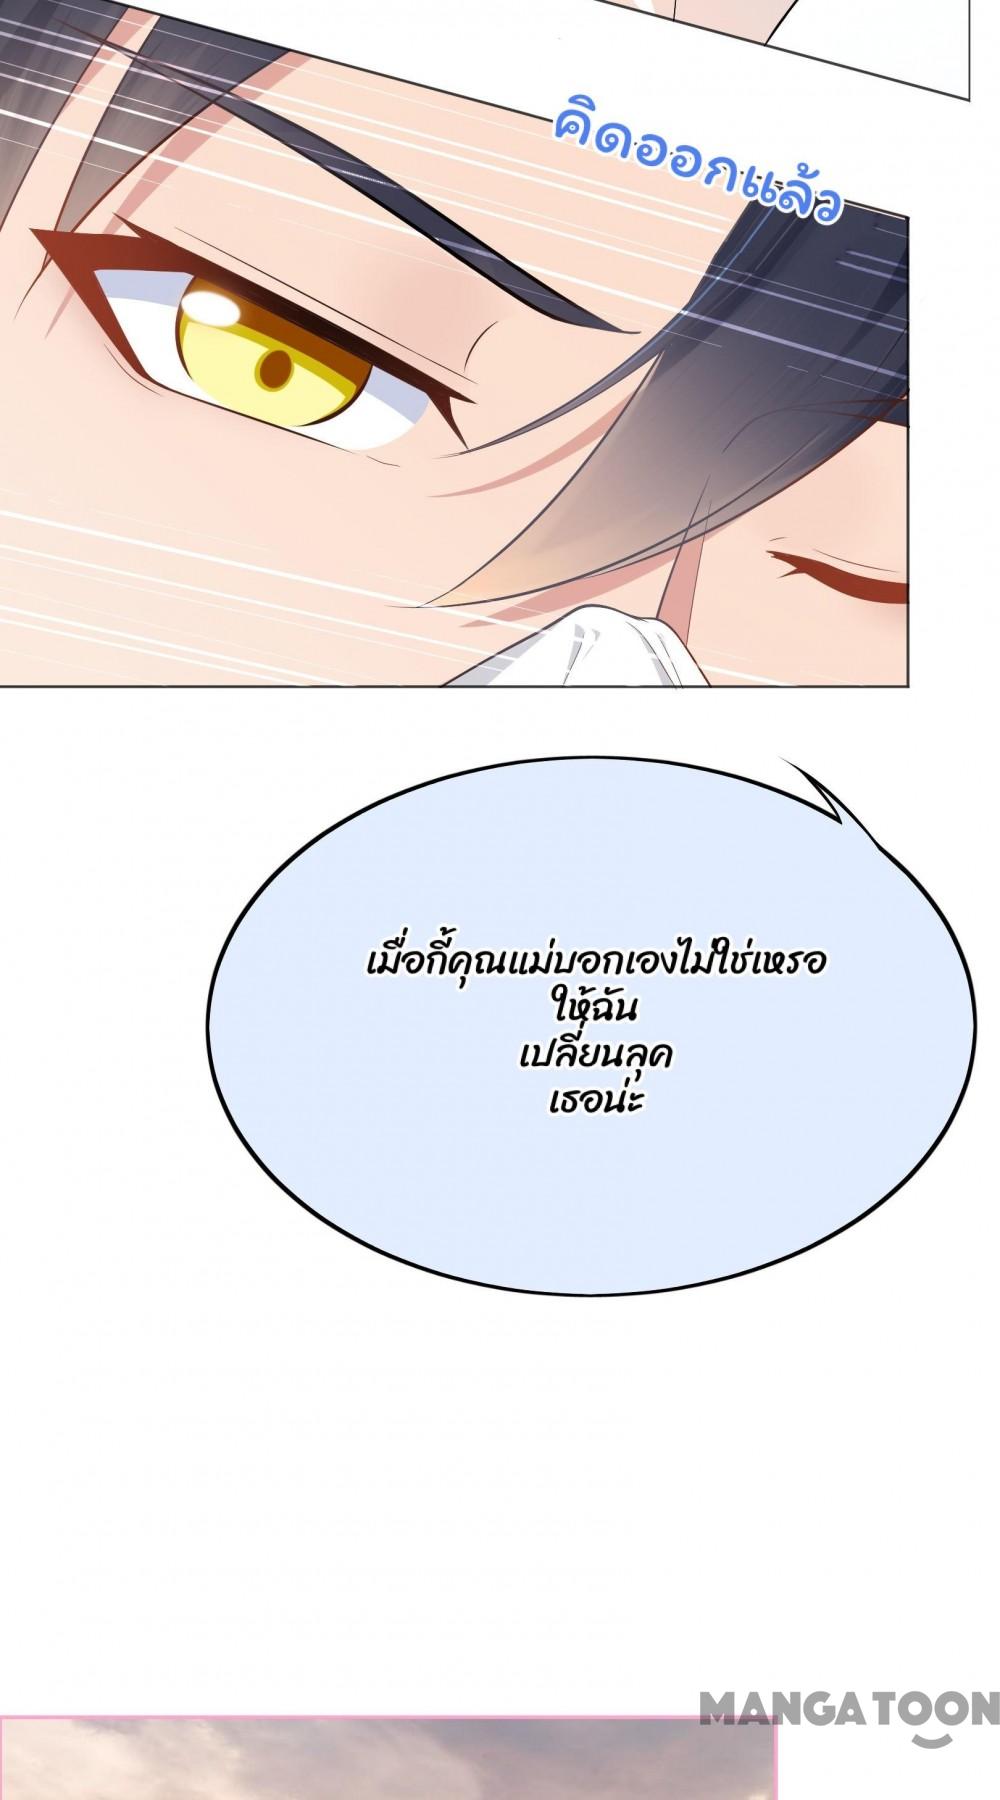 คิดออกแล้ว
เมื่อกี้คุณแม่บอกเองไม่ใช่เหรอ
ให้ฉัน
เปลี่ยนลุค
เธอน่ะ
MANGATOON